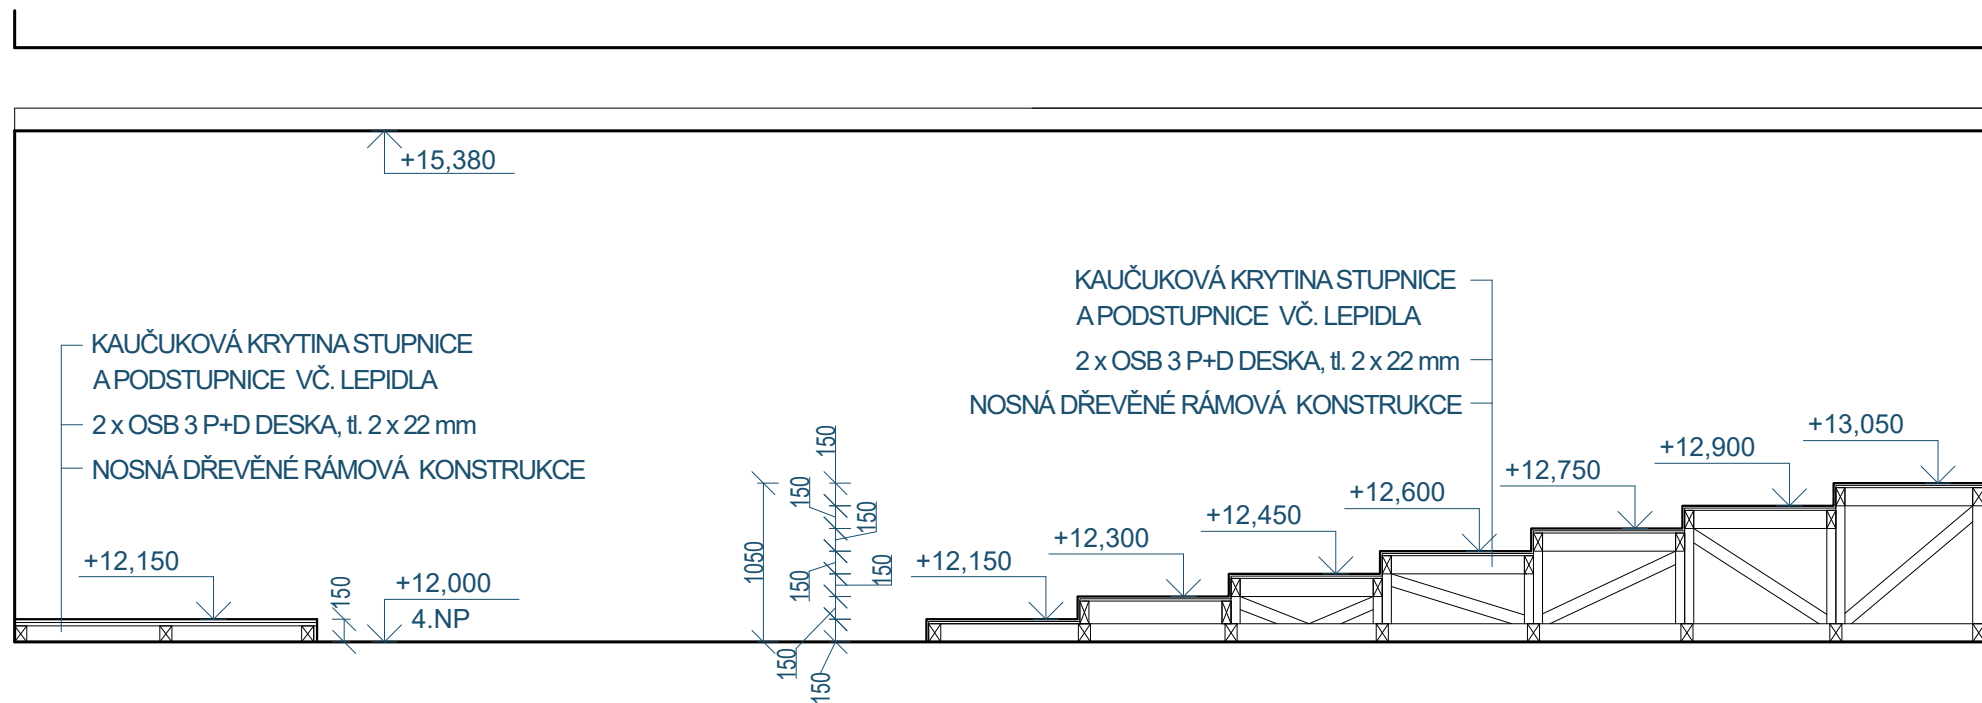 +15,380
KAUČUKOVÁ KRYTINA STUPNICE
A PODSTUPNICE VČ. LEPIDLA
2 x OSB 3 P+D DESKA, tl. 2 x 22 mm
NOSNÁ DŘEVĚNÉ RÁMOVÁ KONSTRUKCE
+12,150
150
+12,000
4.NP
1050
150
150
150
150
150
150
150
KAUČUKOVÁ KRYTINA STUPNICE
A PODSTUPNICE VČ. LEPIDLA
2 x OSB 3 P+D DESKA, tl. 2 x 22 mm
NOSNÁ DŘEVĚNÉ RÁMOVÁ KONSTRUKCE
+12,150
+12,300
+12,450
+12,600
+12,750
+12,900
+13,050